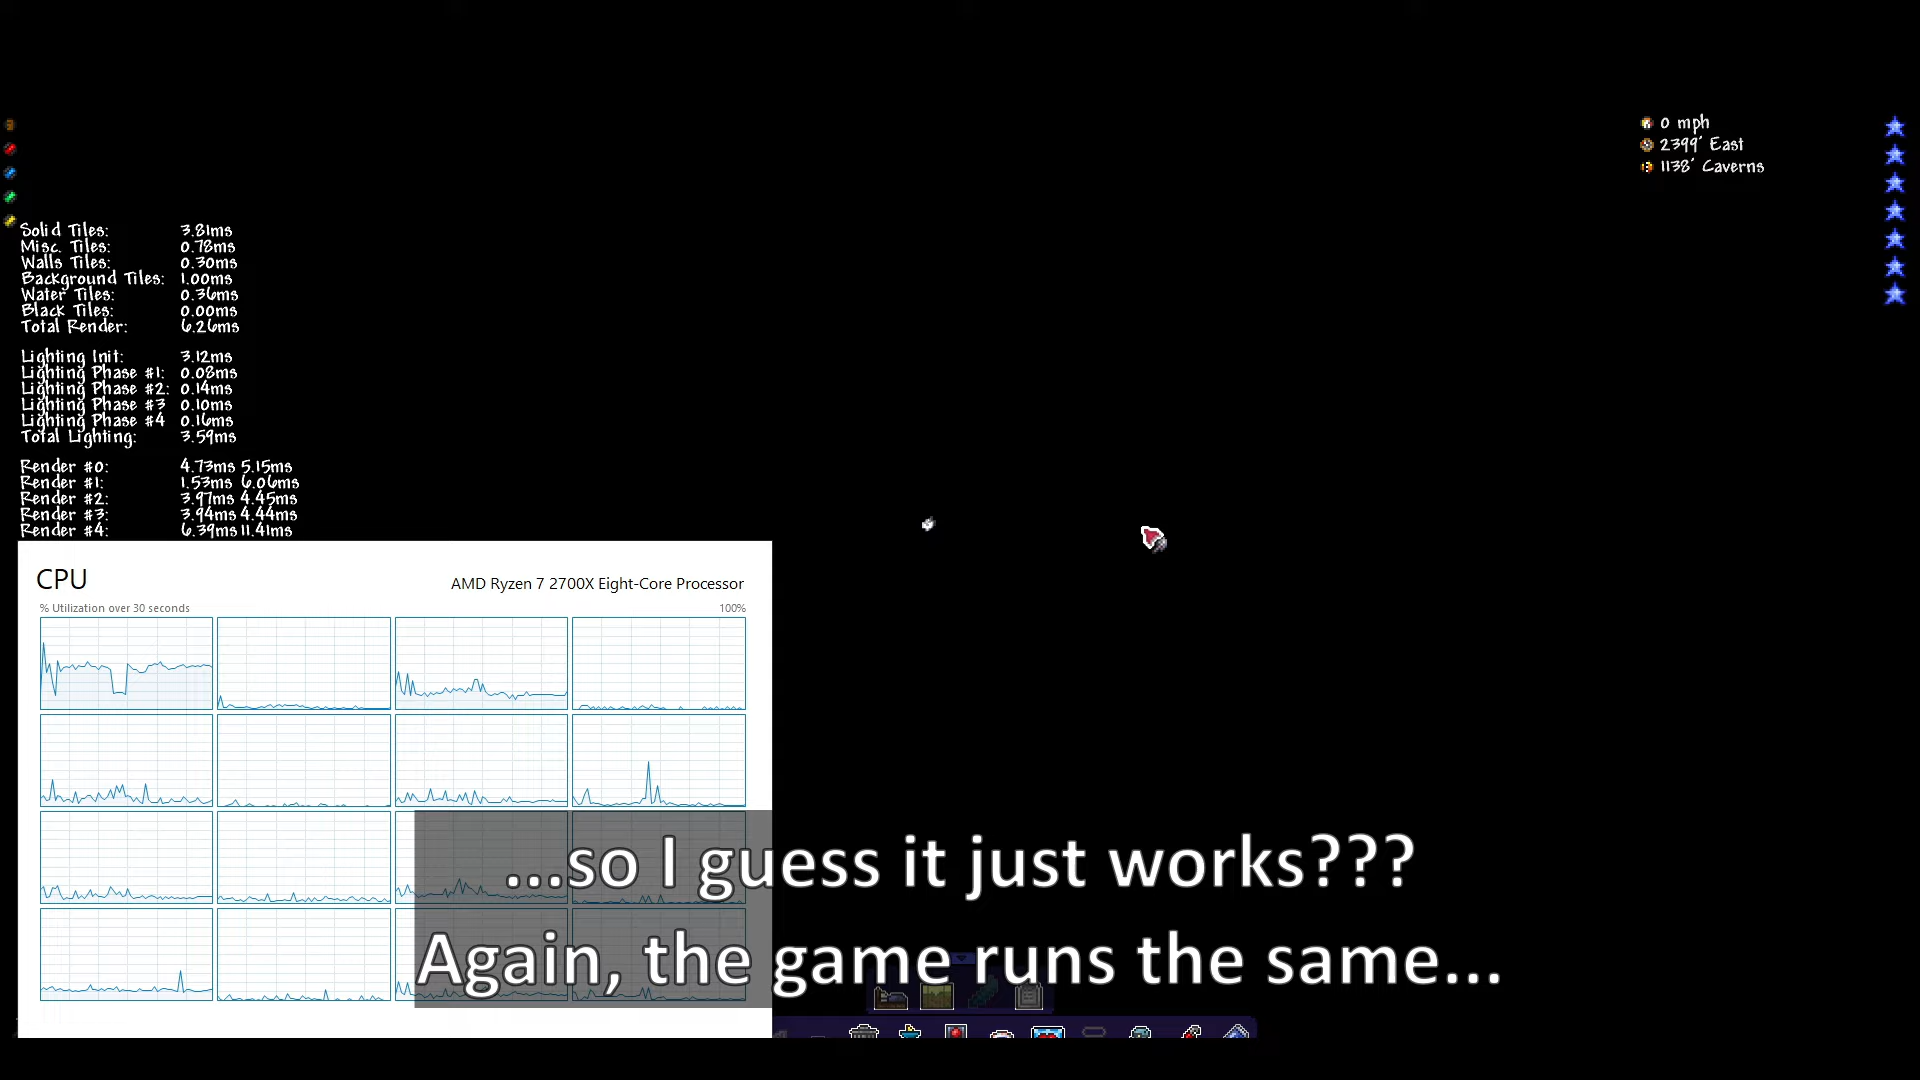 0 mph
2399' East
1138' Caverns
Solid Tiles: 3.81ms
Misc. Tiles: 0.78ms
Walls Tiles: 0.30ms
Background Tiles: 1.00ms
Water Tiles: 0.36ms
Black Tiles: 0.00ms
Total Render: 6.26ms
Lighting Init: 3.12ms
Lighting Phase #1: 0.08ms
Lighting Phase #2: 0.14ms
Lighting Phase #3 0.10ms
Lighting Phase #4 0.16ms
Total Lighting: 3.59ms
Render #0: 4.73ms 5.15ms
Render #1: 1.53ms 6.06ms
Render #2: 3.97ms 4.45ms
Render #3: 3.94ms 4.44ms
Render #4: 6.39ms 11.41ms
CPU AMD Ryzen 7 2700X Eight-Core Processor
% Utilization over 30 seconds 100%
...so I guess it just works???
Again, the game runs the same...